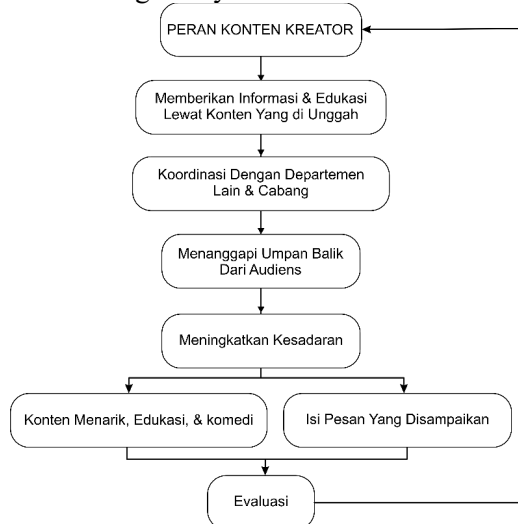 PERAN KONTEN KREATOR
Memberikan Informasi & Edukasi
Lewat Konten Yang di Unggah
Koordinasi Dengan Departemen
Lain & Cabang
Menanggapi Umpan Balik
Dari Audiens
Meningkatkan Kesadaran
Konten Menarik, Edukasi, & komedi
Isi Pesan Yang Disampaikan
Evaluasi